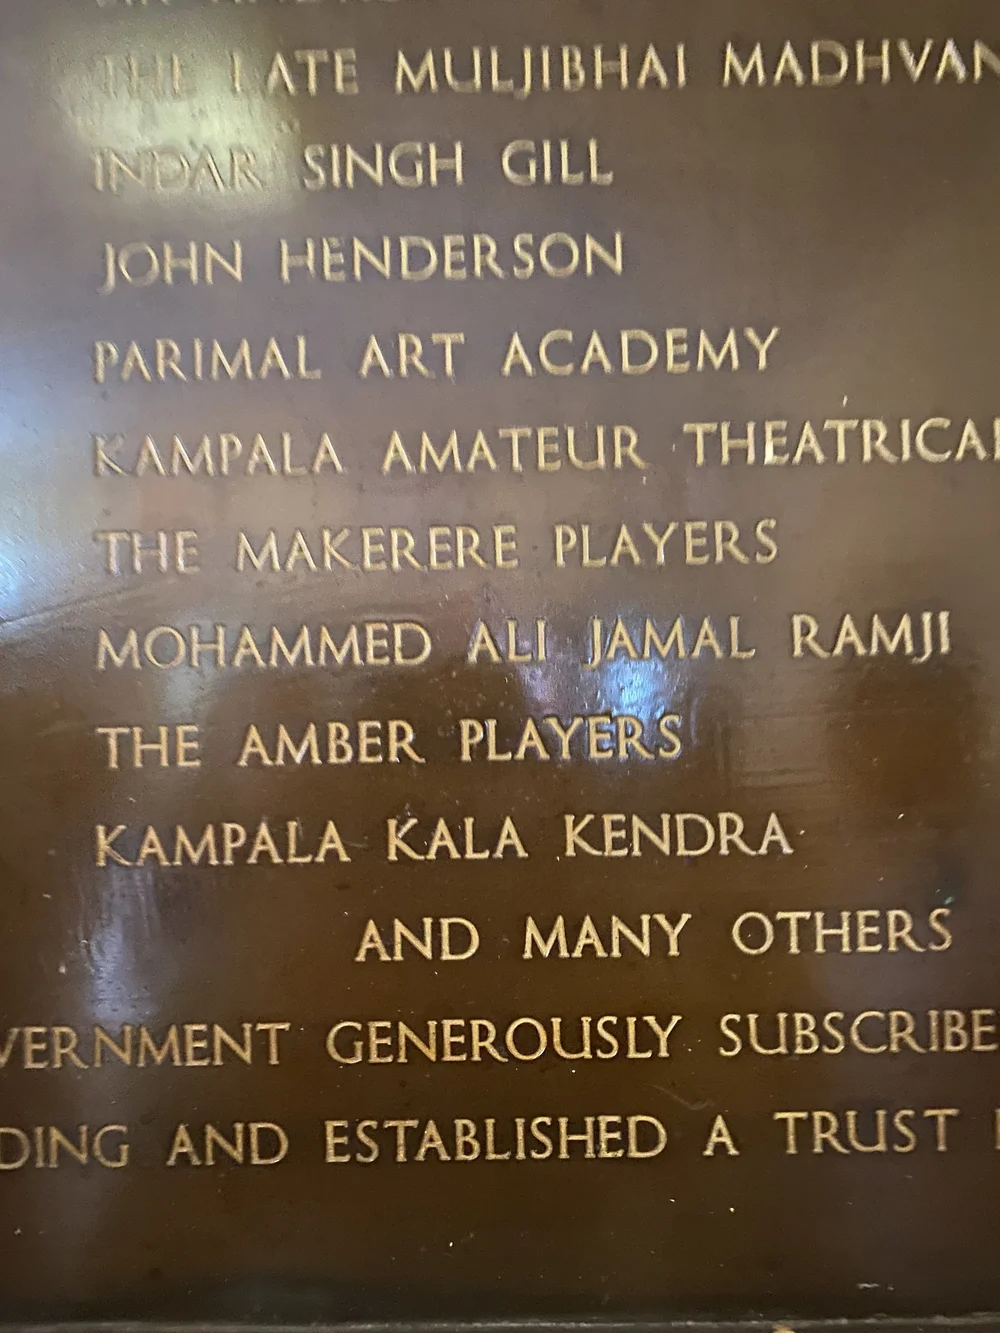 THE LATE MULJIBHAI MADHVAN
INDAR SINGH GILL
JOHN HENDERSON
PARIMAL ART ACADEMY
KAMPALA AMATEUR THEATRICAL
THE MAKERERE PLAYERS
MOHAMMED ALI JAMAL RAMJI
THE AMBER PLAYERS
KAMPALA KALA KENDRA
AND MANY OTHERS
VERNMENT GENEROUSLY SUBSCRIBE
DING AND ESTABLISHED A TRUST